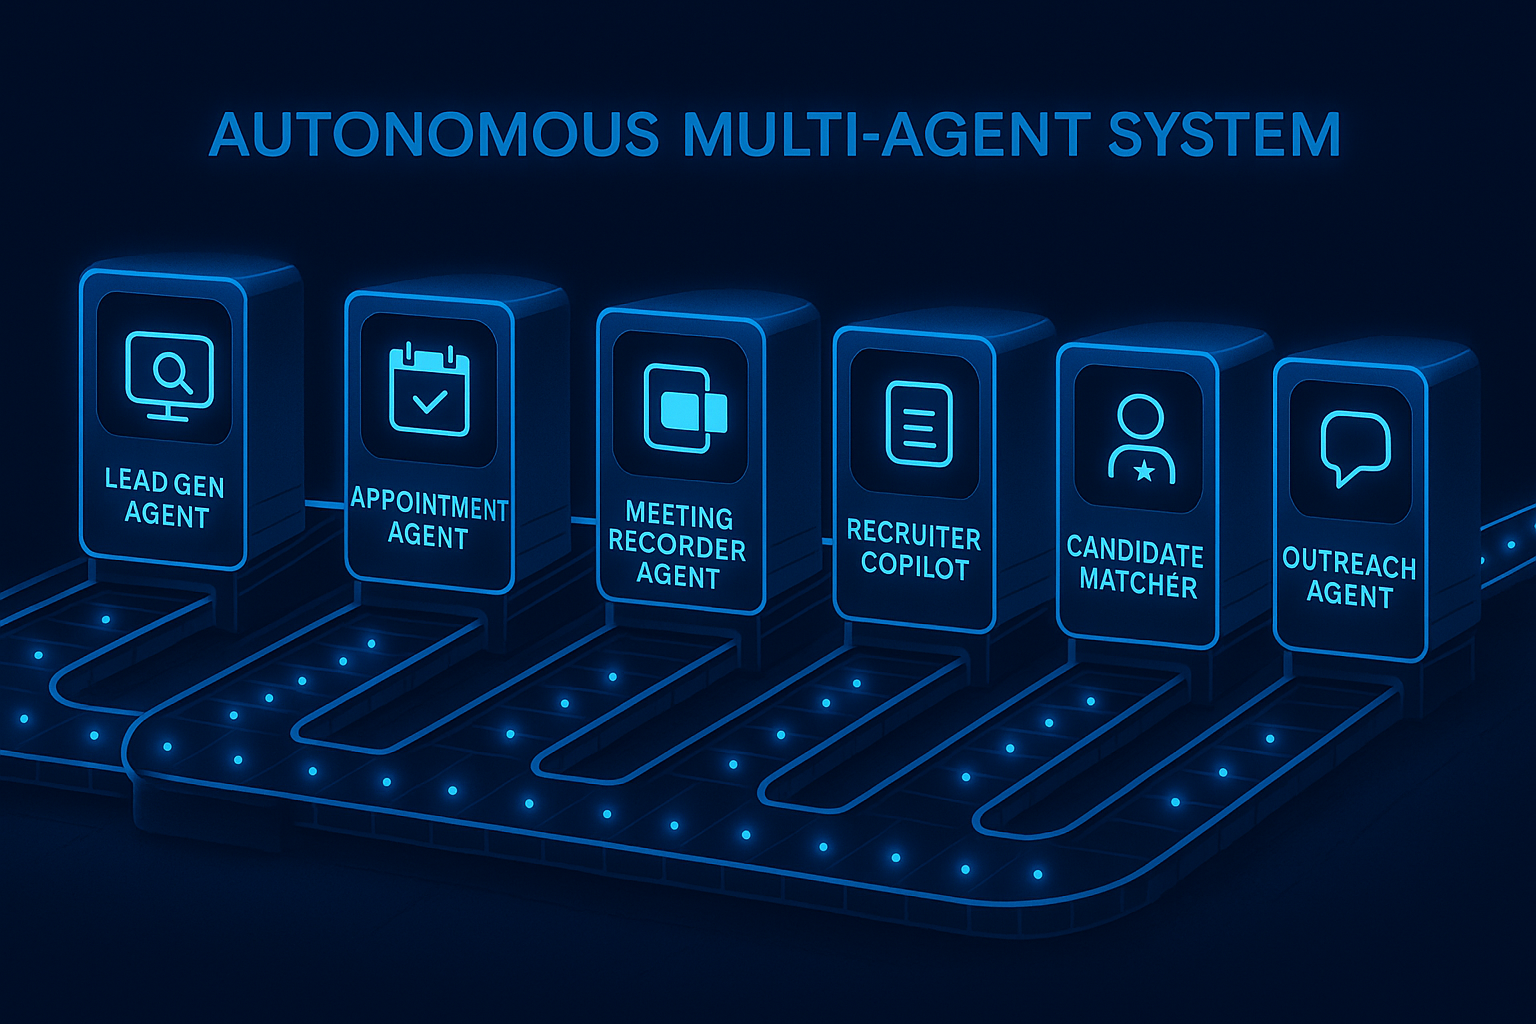 AUTONOMOUS MULTI-AGENT SYSTEM
LEAD GEN
AGENT
APPOINTMENT
AGENT
MEETING
RECORDER
AGENT
RECRUITER
COPILOT
CANDIDATE
MATCHÉR
OUTREACH
AGENT